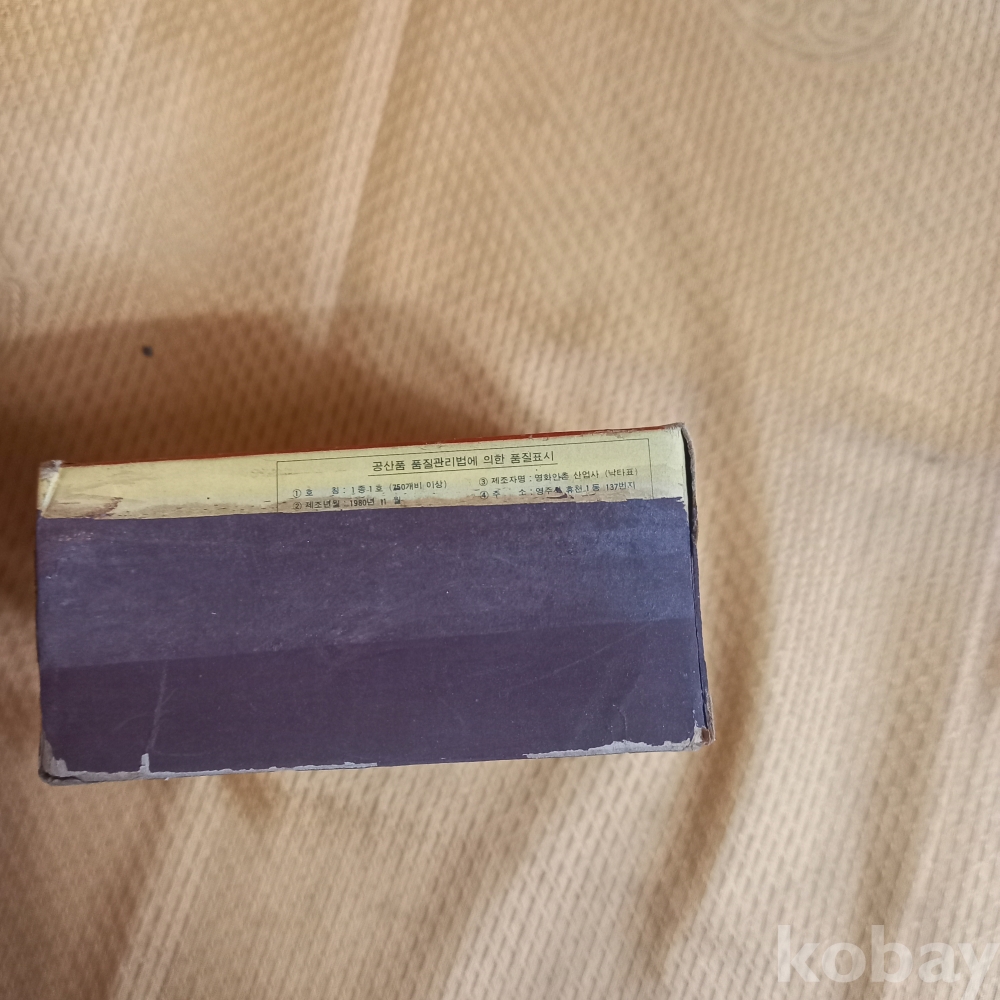 공산품 품질관리법에 의한 품질표시
① 호 칭 : 1종1호 (750개비 이상)
③ 제조자명 : 영화인촌 산업사 (낙타표)
② 제조년월 : 1980년 11 월
④ 주 소 : 영주시 휴천1동 137번지
kobay